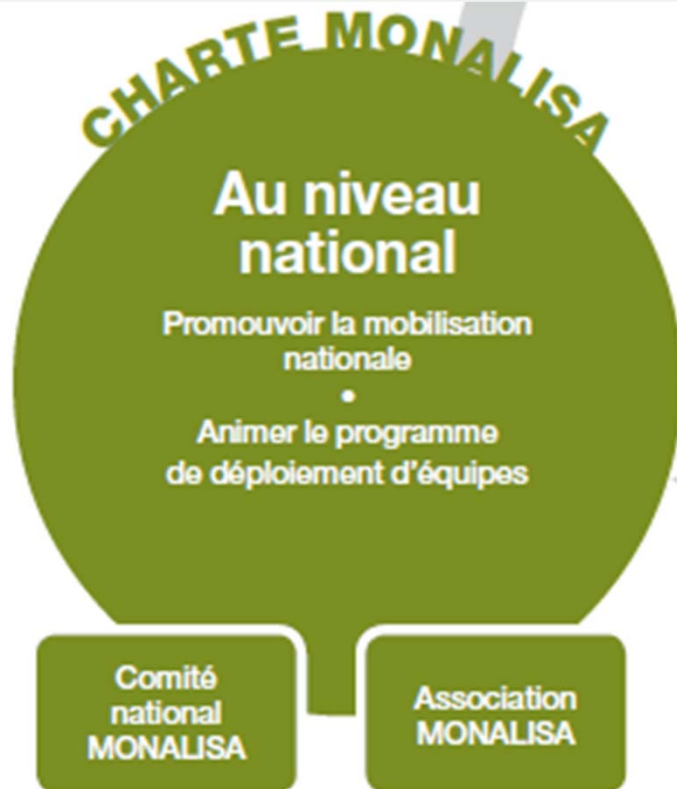 CHARTE MONALISA
Au niveau
national
Promouvoir la mobilisation
nationale
•
Animer le programme
de déploiement d'équipes
Comité
national
MONALISA
Association
MONALISA